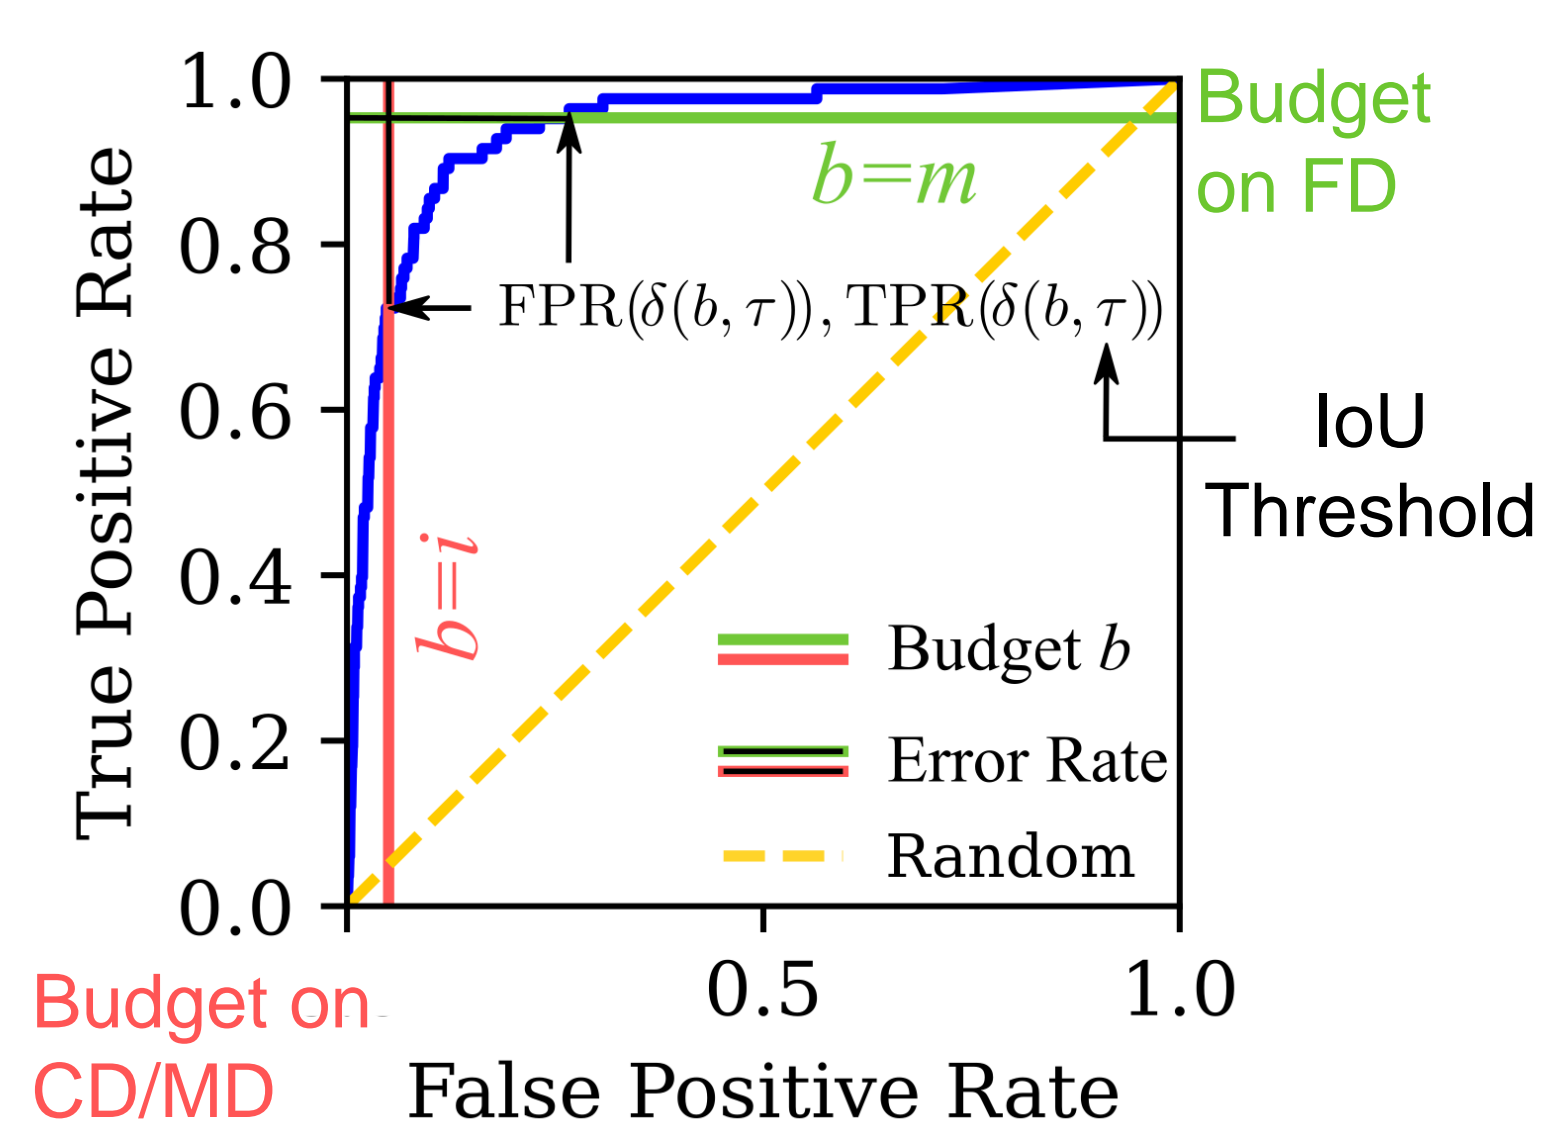 1.0
0.8
0.6
0.4
0.2
0.0
True Positive Rate
Budget
on FD
b=m
FPR(δ(b, τ)), TPR(δ(b, τ))
IoU
Threshold
b=i
Budget b
Error Rate
Random
0.5
1.0
Budget on
CD/MD
False Positive Rate